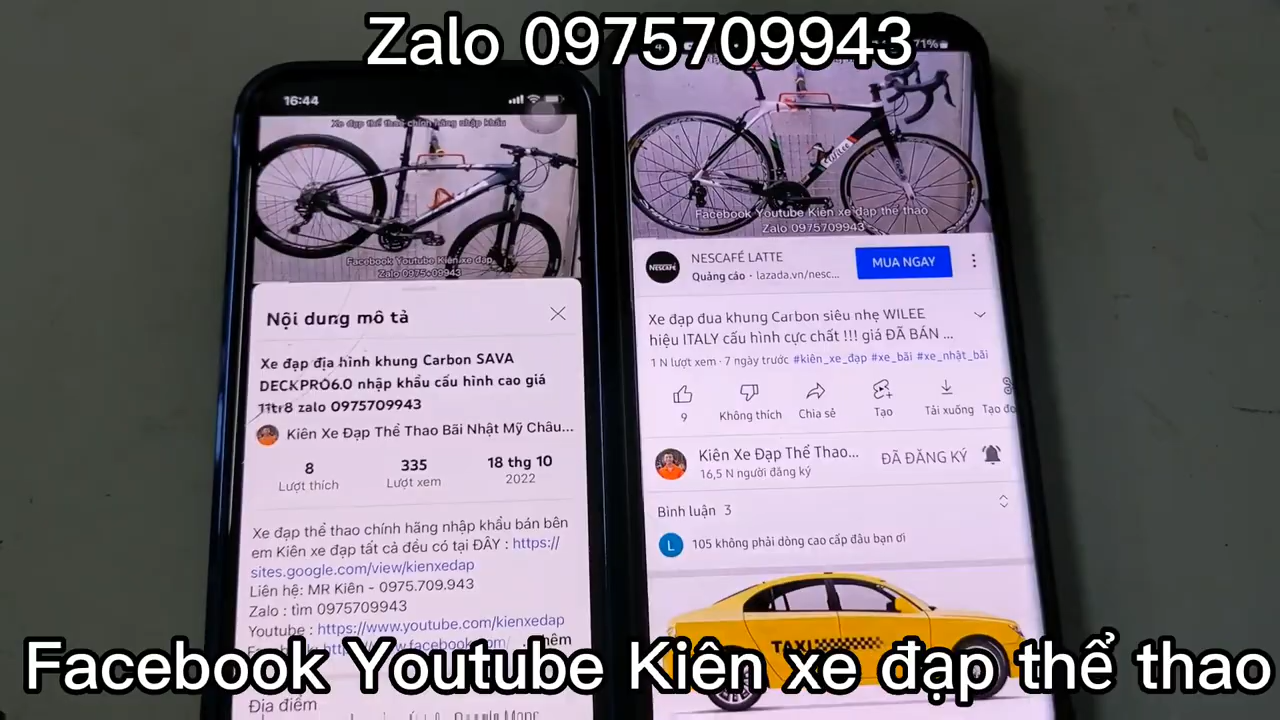 Zalo 0975709943
16:44
Xe đạp thể thao chính hãng nhập khẩu
Facebook Youtube Kiên xe đạp
Zalo 0975709943
Nội dung mô tả
Xe đạp địa hình khung Carbon SAVA
DECKPRO6.0 nhập khẩu cấu hình cao giá
11tr8 zalo 0975709943
Kiên Xe Đạp Thể Thao Bãi Nhật Mỹ Châu...
8
Lượt thích
335
Lượt xem
18 thg 10
2022
Xe đạp thể thao chính hãng nhập khẩu bán bên
em Kiên xe đạp tất cả đều có tại ĐÂY : https://
sites.google.com/view/kienxedap
Liên hệ: MR Kiên - 0975.709.943
Zalo : tìm 0975709943
Youtube : https://www.youtube.com/kienxedap
Địa điểm
71%
Facebook Youtube Kiên xe đạp thể thao
Zalo 0975709943
NESCAFÉ LATTE
Quảng cáo · lazada.vn/nesc...
MUA NGAY
Xe đạp đua khung Carbon siêu nhẹ WILEE
hiệu ITALY cấu hình cực chất !!! giá ĐÃ BÁN ...
1 N lượt xem · 7 ngày trước #kiên_xe_đạp #xe_bãi #xe_nhật_bãi
9
Không thích
Chia sẻ
Tạo
Tải xuống
Tạo đo
Kiên Xe Đạp Thể Thao...
16,5 N người đăng ký
ĐÃ ĐĂNG KÝ
Bình luận 3
L
105 không phải dòng cao cấp đâu bạn ơi
TAXI
Facebook Youtube Kiên xe đạp thể thao